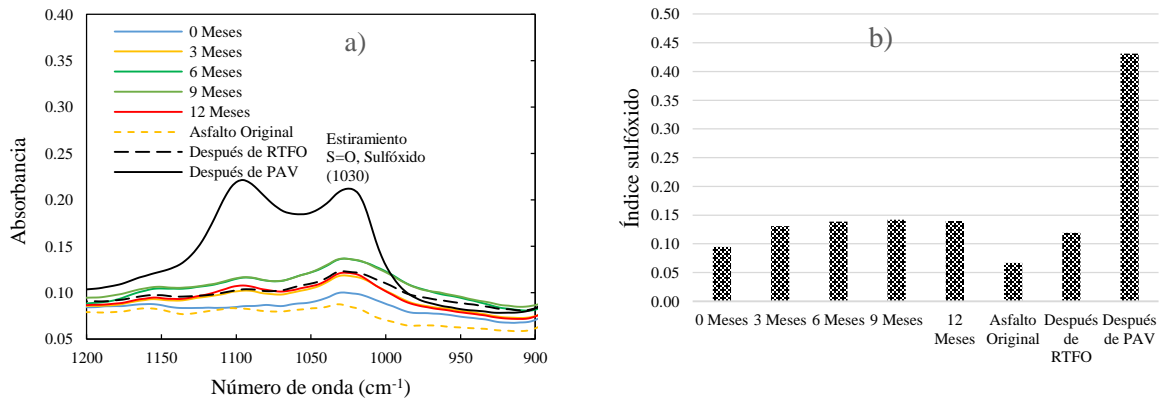 0.40
0.35
0.30
0.25
0.20
0.15
0.10
0.05
Absorbancia
a)
0 Meses
3 Meses
6 Meses
9 Meses
12 Meses
Asfalto Original
Después de RTFO
Después de PAV
Estiramiento
S=O, Sulfóxido
(1030)
1200 1150 1100 1050 1000 950 900
Número de onda (cm-1)
b)
0.50
0.45
0.40
0.35
0.30
0.25
0.20
0.15
0.10
0.05
0.00
Índice sulfóxido
0 Meses 3 Meses 6 Meses 9 Meses
12
Meses
Asfalto
Original
Después
de
RTFO
Después
de PAV